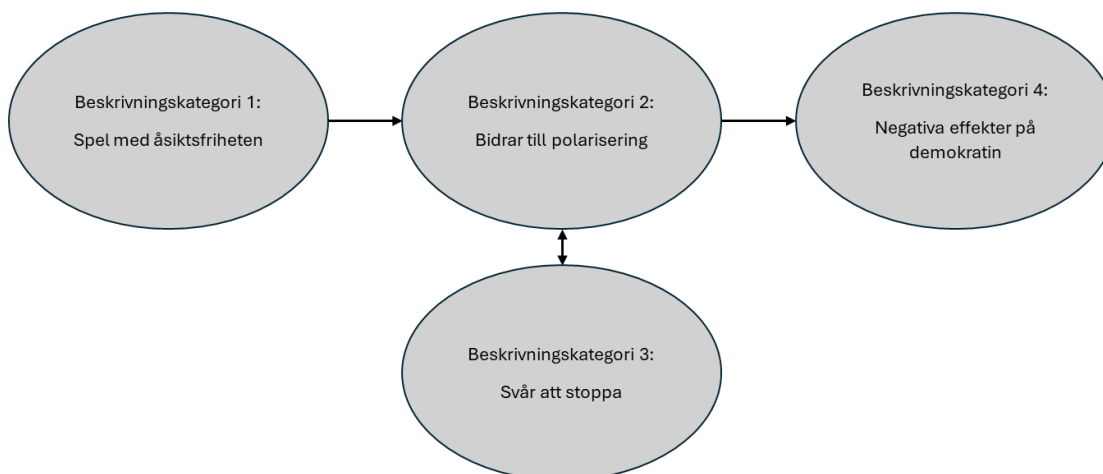 Beskrivningskategori 1:
Spel med åsiktsfriheten
Beskrivningskategori 2:
Bidrar till polarisering
Beskrivningskategori 4:
Negativa effekter på
demokratin
Beskrivningskategori 3:
Svår att stoppa